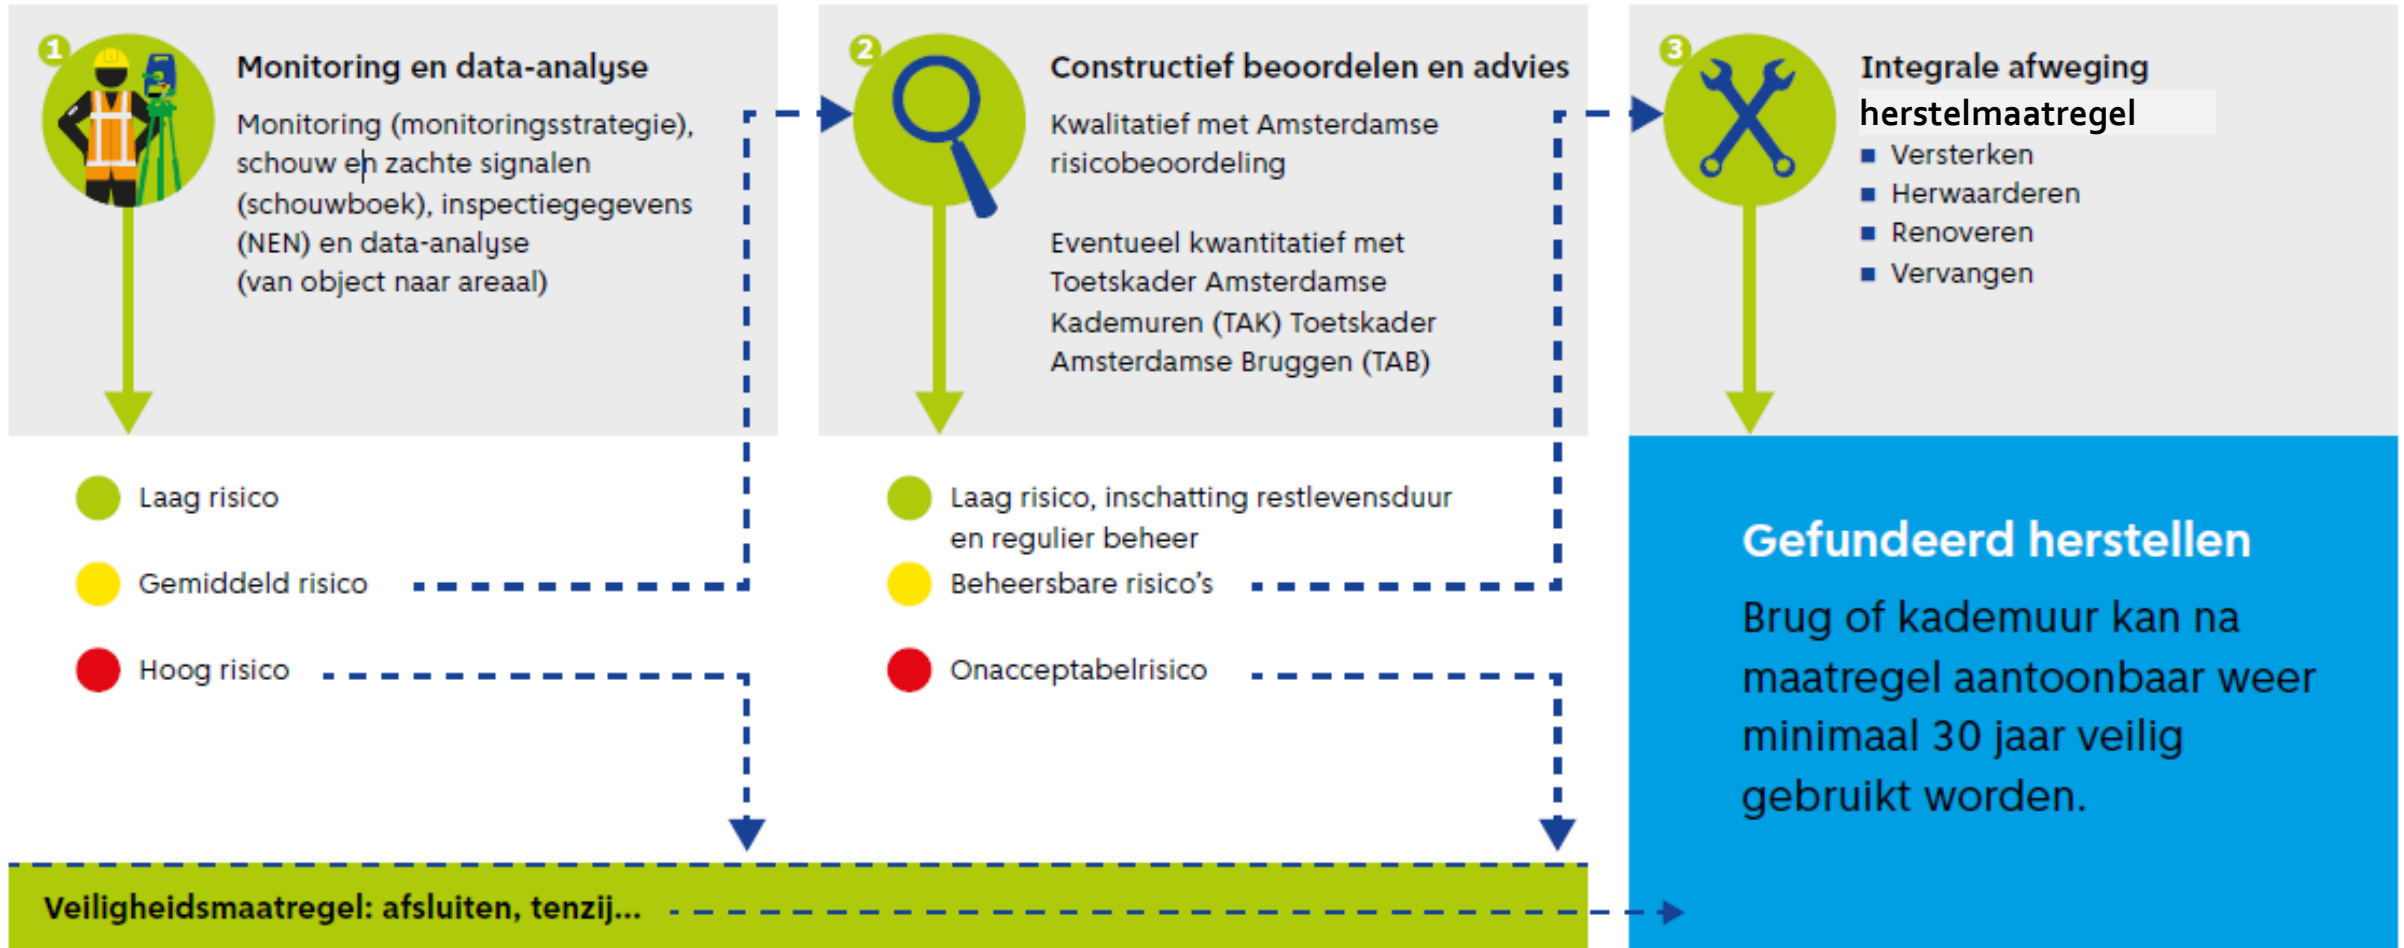 1
Monitoring en data-analyse
Monitoring (monitoringsstrategie),
schouw en zachte signalen
(schouwboek), inspectiegegevens
(NEN) en data-analyse
(van object naar areaal)
Laag risico
Gemiddeld risico
Hoog risico
2
Constructief beoordelen en advies
Kwalitatief met Amsterdamse
risicobeoordeling
Eventueel kwantitatief met
Toetskader Amsterdamse
Kademuren (TAK) Toetskader
Amsterdamse Bruggen (TAB)
Laag risico, inschatting restlevensduur
en regulier beheer
Beheersbare risico's
Onacceptabelrisico
3
Integrale afweging
herstelmaatregel
Versterken
Herwaarderen
Renoveren
Vervangen
Gefundeerd herstellen
Brug of kademuur kan na
maatregel aantoonbaar weer
minimaal 30 jaar veilig
gebruikt worden.
Veiligheidsmaatregel: afsluiten, tenzij...